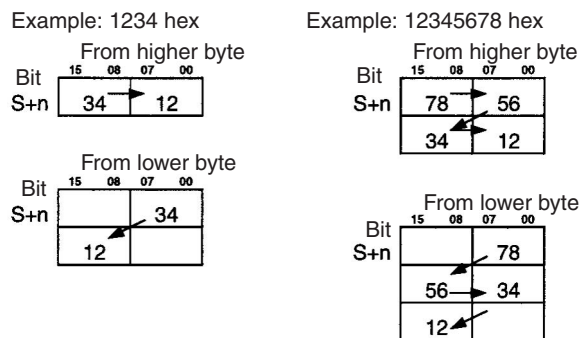 Example: 1234 hex
From higher byte
Bit 15 08 07 00
S+n 34 12
From lower byte
Bit 15 08 07 00
S+n 34
12
Example: 12345678 hex
From higher byte
Bit 15 08 07 00
S+n 78 56
34 12
From lower byte
Bit 15 08 07 00
S+n 78
56 34
12